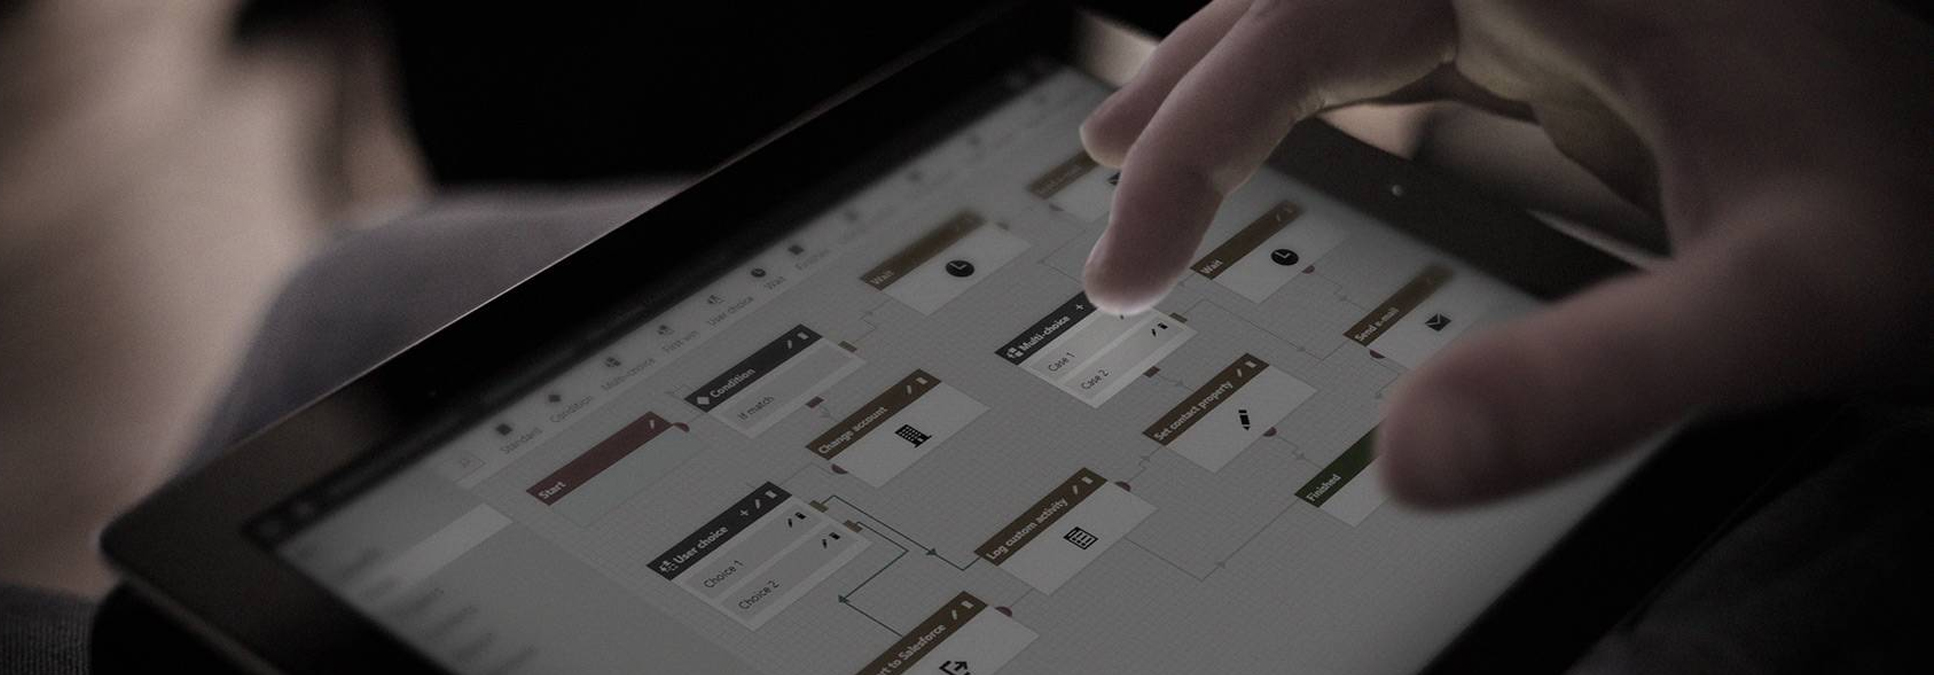 Standard
Condition
Multi-choice
First win
User choice
Wait
Finished
Start
Condition
If match
Wait
Change account
User choice
Choice 1
Choice 2
Multi-choice
Case 1
Case 2
Wait
Send e-mail
Set contact property
Log custom activity
Finished
to Salesforce